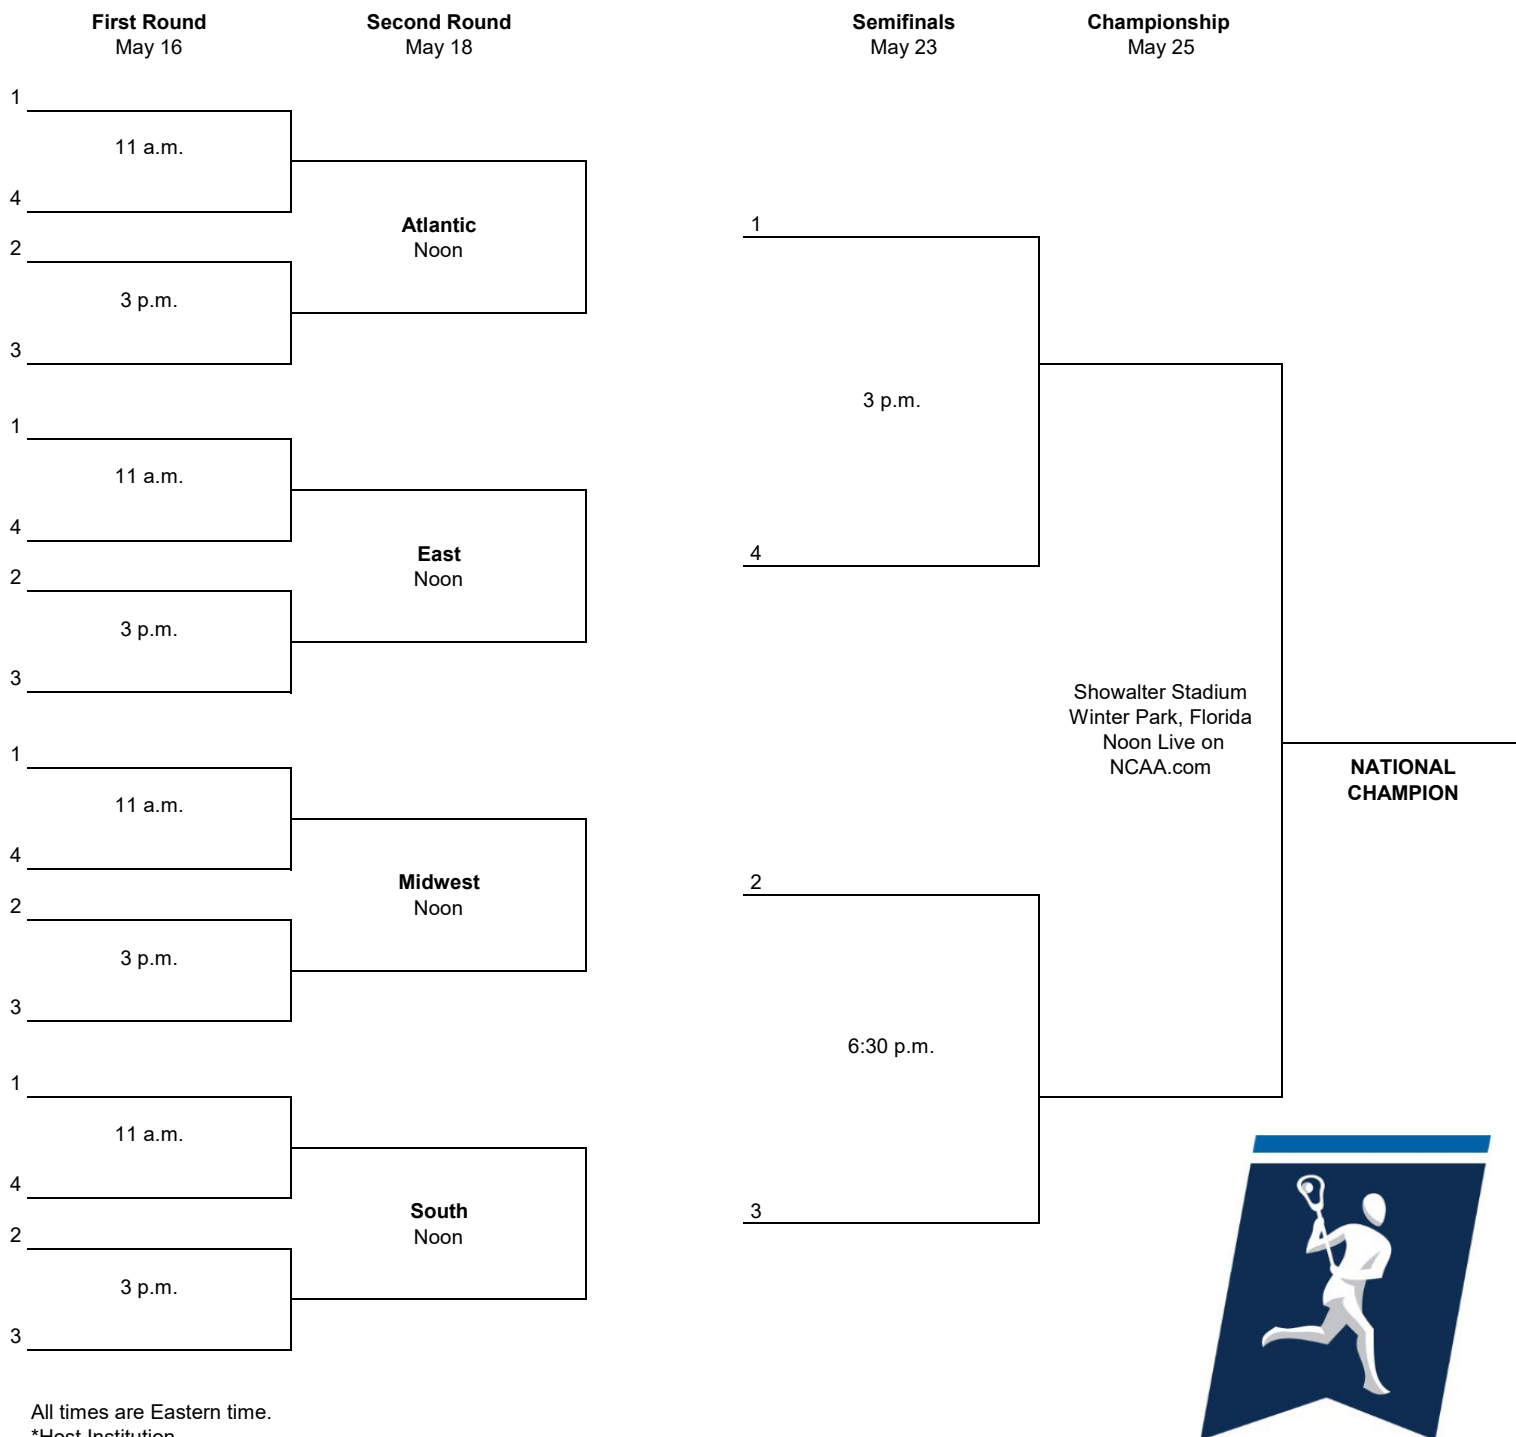 First Round
May 16
Second Round
May 18
Semifinals
May 23
Championship
May 25
1
11 a.m.
4
2
3 p.m.
3
Atlantic
Noon
1
11 a.m.
4
2
3 p.m.
3
East
Noon
1
11 a.m.
4
2
3 p.m.
3
Midwest
Noon
1
11 a.m.
4
2
3 p.m.
3
South
Noon
1
3 p.m.
4
2
6:30 p.m.
3
Showalter Stadium
Winter Park, Florida
Noon Live on
NCAA.com
NATIONAL
CHAMPION
All times are Eastern time.
*Host Institution